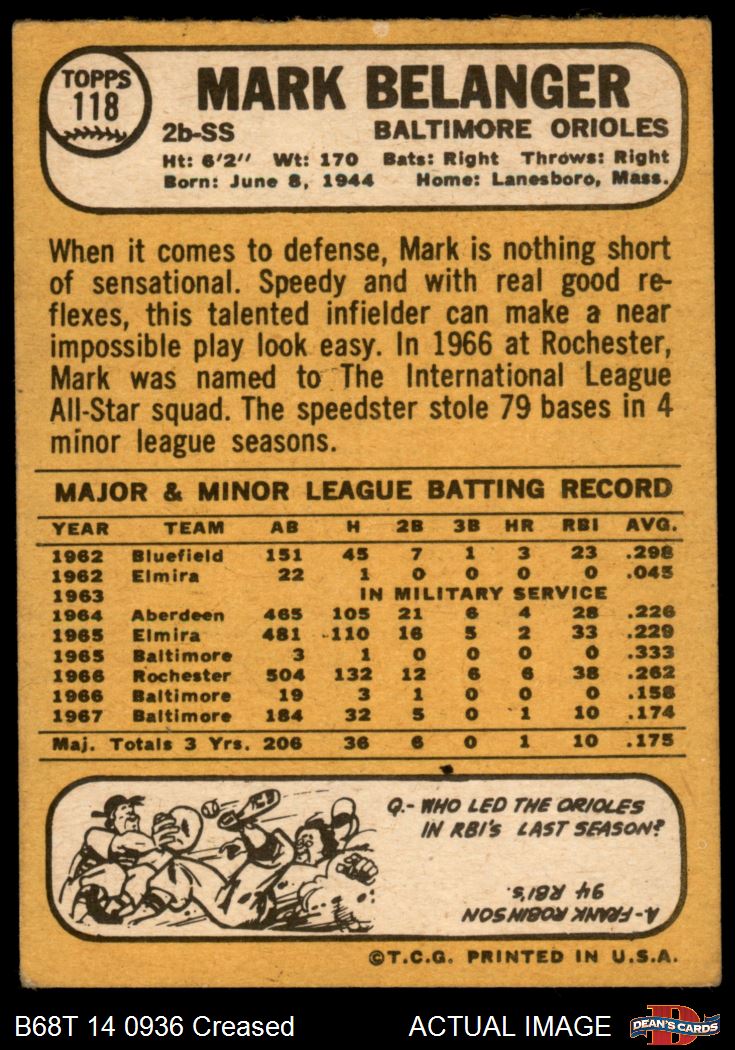 TOPPS
118
MARK BELANGER
2b-SS BALTIMORE ORIOLES
Ht: 6'2" Wt: 170 Bats: Right Throws: Right
Born: June 8, 1944 Home: Lanesboro, Mass.
When it comes to defense, Mark is nothing short
of sensational. Speedy and with real good re-
flexes, this talented infielder can make a near
impossible play look easy. In 1966 at Rochester,
Mark was named to The International League
All-Star squad. The speedster stole 79 bases in 4
minor league seasons.
MAJOR & MINOR LEAGUE BATTING RECORD
YEAR TEAM AB H 2B 3B HR RBI AVG.
1962 Bluefield 151 45 7 1 3 23 .298
1962 Elmira 22 1 0 0 0 0 .045
1963 IN MILITARY SERVICE
1964 Aberdeen 465 105 21 6 4 28 .226
1965 Elmira 481 110 16 5 2 33 .229
1965 Baltimore 3 1 0 0 0 0 .333
1966 Rochester 504 132 12 6 6 38 .262
1966 Baltimore 19 3 1 0 0 0 .158
1967 Baltimore 184 32 5 0 1 10 .174
Maj. Totals 3 Yrs. 206 36 6 0 1 10 .175
Q.- WHO LED THE ORIOLES
IN RBI's LAST SEASON?
A- FRANK ROBINSON
94 RBI's.
©T.C.G. PRINTED IN U.S.A.
B68T 14 0936 Creased ACTUAL IMAGE
DEAN'S CARDS